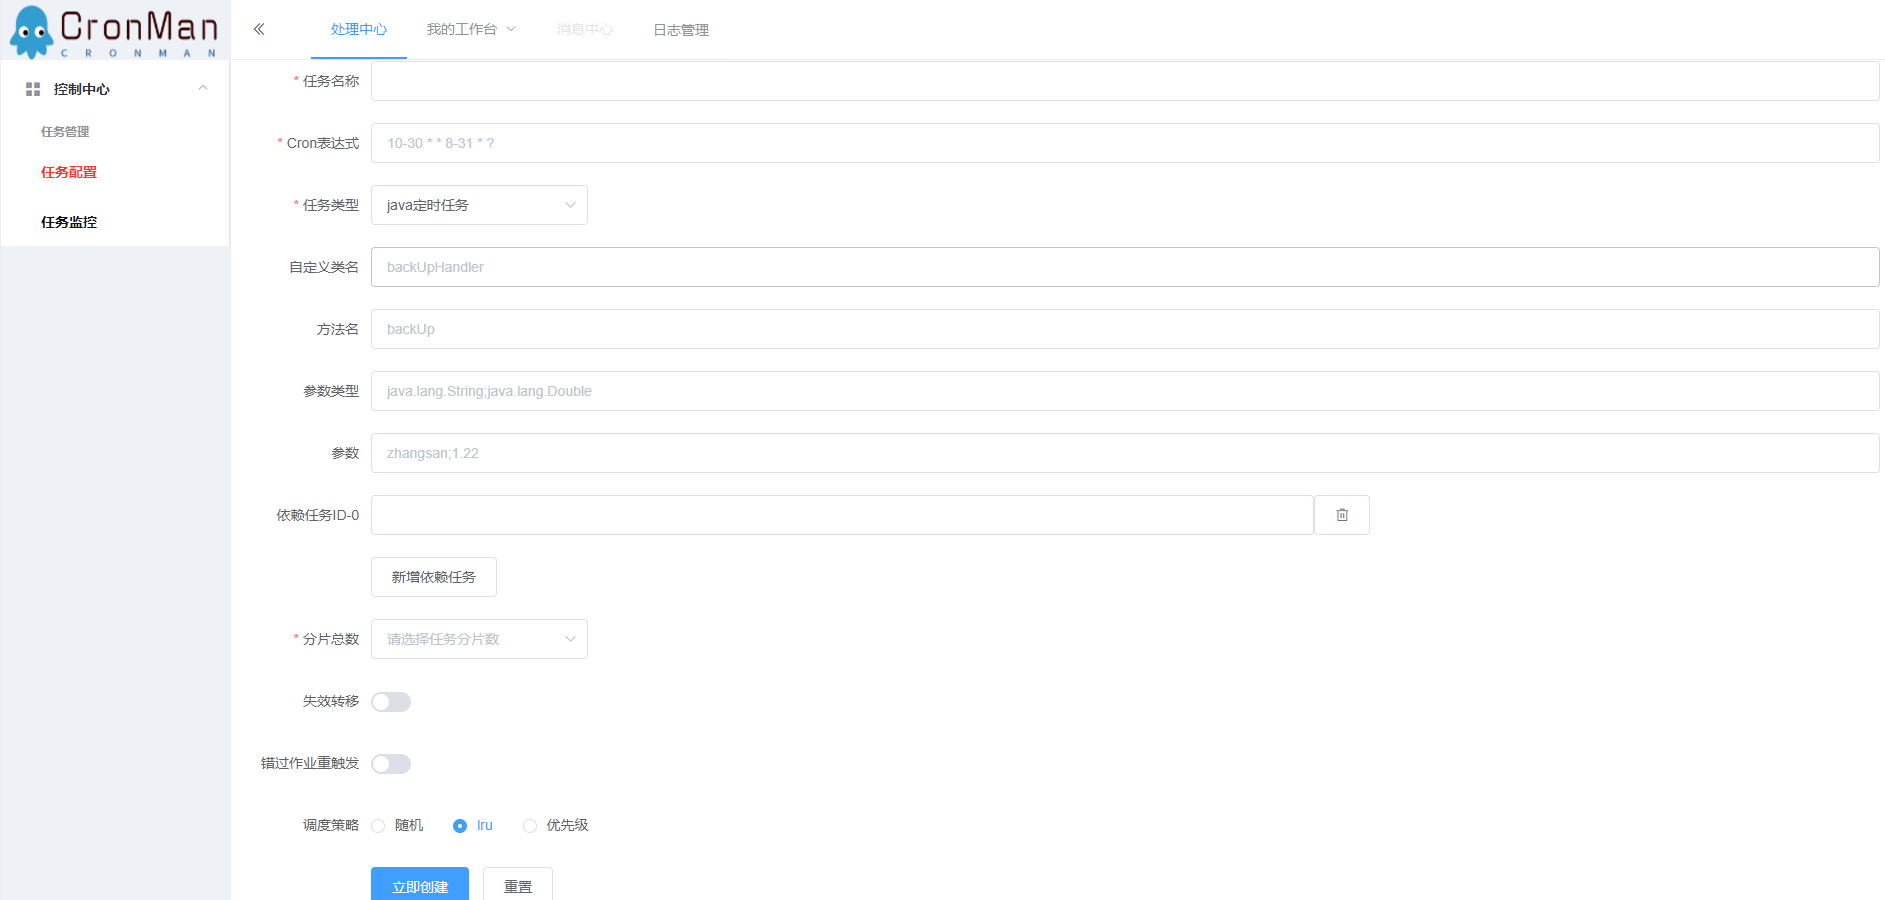 CronMan
CRONMAN
处理中心
我的工作台
消息中心
日志管理
控制中心
任务管理
任务配置
任务监控
* 任务名称
* Cron表达式
10-30 * * 8-31 * ?
* 任务类型
java定时任务
自定义类名
backUpHandler
方法名
backUp
参数类型
java.lang.String;java.lang.Double
参数
zhangsan;1.22
依赖任务ID-0
新增依赖任务
* 分片总数
请选择任务分片数
失效转移
错过作业重触发
调度策略
随机
lru
优先级
立即创建
重置